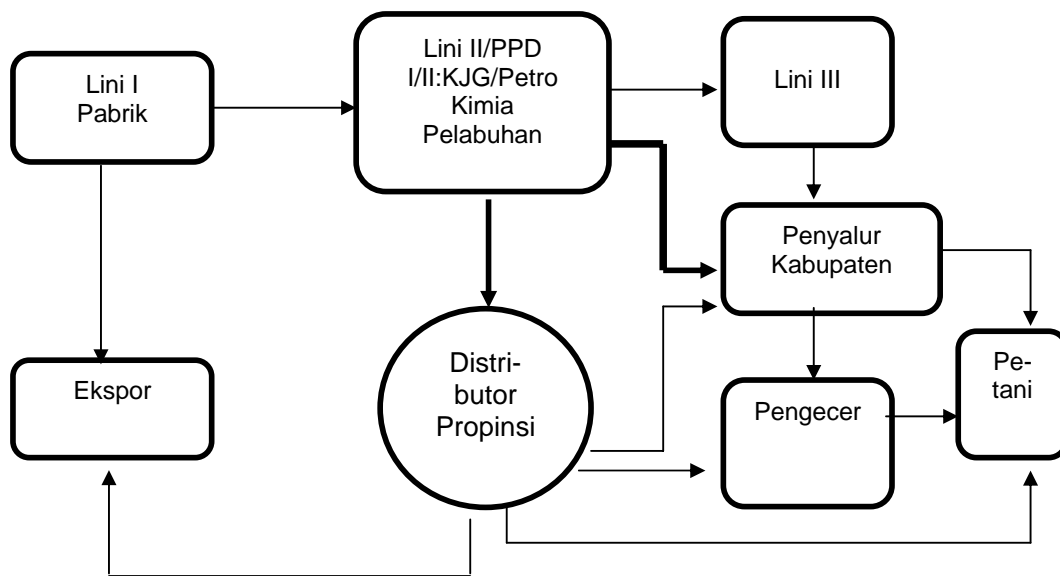 Lini I
Pabrik
Lini II/PPD
I/II:KJG/Petro
Kimia
Pelabuhan
Lini III
Penyalur
Kabupaten
Ekspor
Distri-
butor
Propinsi
Pengecer
Pe-
tani